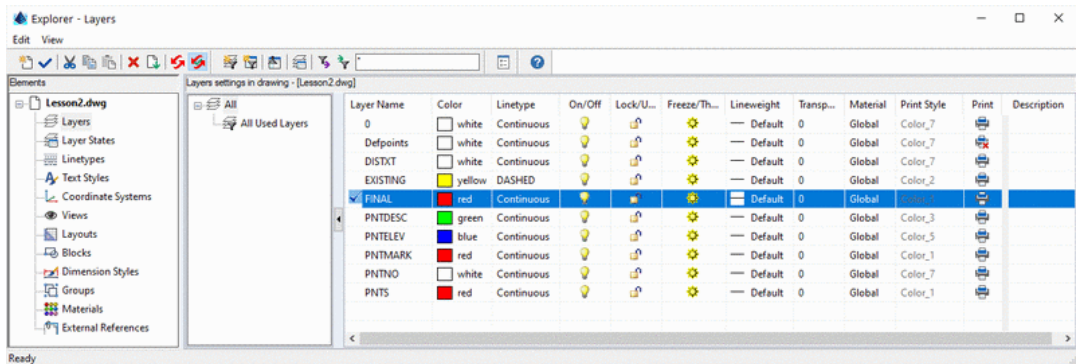 Explorer - Layers
Edit View
*
Elements
Layers settings in drawing - [Lesson2.dwg]
Lesson2.dwg
Layers
Layer States
Linetypes
Text Styles
Coordinate Systems
Views
Layouts
Blocks
Dimension Styles
Groups
Materials
External References
All
All Used Layers
Layer Name Color Linetype On/Off Lock/U... Freeze/Th... Lineweight Transp... Material Print Style Print Description
0 white Continuous Default 0 Global Color_7
Defpoints white Continuous Default 0 Global Color_7
DISTXT white Continuous Default 0 Global Color_7
EXISTING yellow DASHED Default 0 Global Color_2
FINAL red Continuous Default 0 Global Color_1
PNTDESC green Continuous Default 0 Global Color_3
PNTELEV blue Continuous Default 0 Global Color_5
PNTMARK red Continuous Default 0 Global Color_1
PNTNO white Continuous Default 0 Global Color_7
PNTS red Continuous Default 0 Global Color_1
Ready